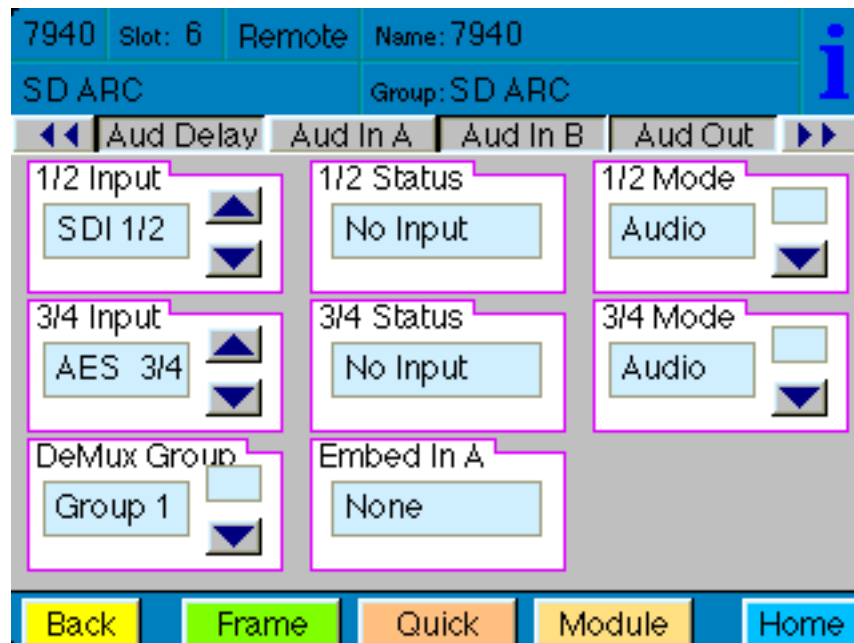 7940 Slot: 6 Remote Name: 7940
SD ARC Group: SD ARC
Aud Delay Aud In A Aud In B Aud Out
1/2 Input 1/2 Status 1/2 Mode
SDI 1/2 No Input Audio
3/4 Input 3/4 Status 3/4 Mode
AES 3/4 No Input Audio
DeMux Group Embed In A
Group 1 None
Back Frame Quick Module Home